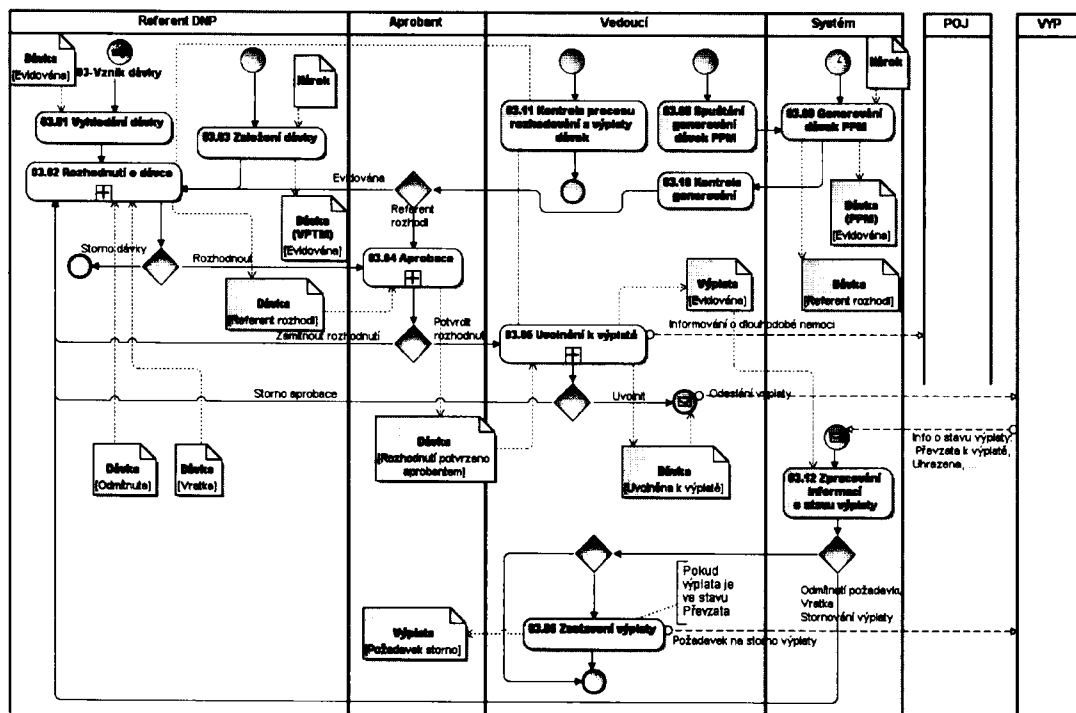 Referent DNP
Aprobant
Vedoucí
Systém
POJ
VYP
Dávka
[Evidována]
03-Vznik dávky
Nárok
Nárok
03.01 Vyhledání dávky
03.03 Založení dávky
03.11 Kontrola procesu
rozhodování a výplaty
dávek
03.08 Spuštění
generování
dávek PPM
03.09 Generování
dávek PPM
03.02 Rozhodnutí o dávce
Evidována
03.10 Kontrola
generování
Referent
rozhodl
Dávka
(VPTM)
[Evidována]
Dávka
(PPM)
[Evidována]
Storno dávky
Rozhodnout
03.04 Aprobace
Výplata
[Evidována]
Dávka
[Referent rozhodl]
Dávka
[Referent rozhodl]
Zamítnout rozhodnutí
Potvrdit
rozhodnutí
03.05 Uvolnění k výplatě
Informování o dlouhodobé nemoci
Storno aprobace
Uvolnit
Odeslání výplaty
Dávka
[Odmítnuta]
Dávka
[Vratka]
Dávka
[Rozhodnutí potvrzeno
aprobantem]
Dávka
[Uvolněna k výplatě]
Info o stavu výplaty:
Převzata k výplatě,
Uhrazena, ...
03.12 Zpracování
informací
o stavu výplaty
Pokud
výplata je
ve stavu
Převzata
Odmítnutí požadavku,
Vratka
Stornování výplaty
Výplata
[Požadavek storno]
03.06 Zastavení výplaty
Požadavek na storno výplaty